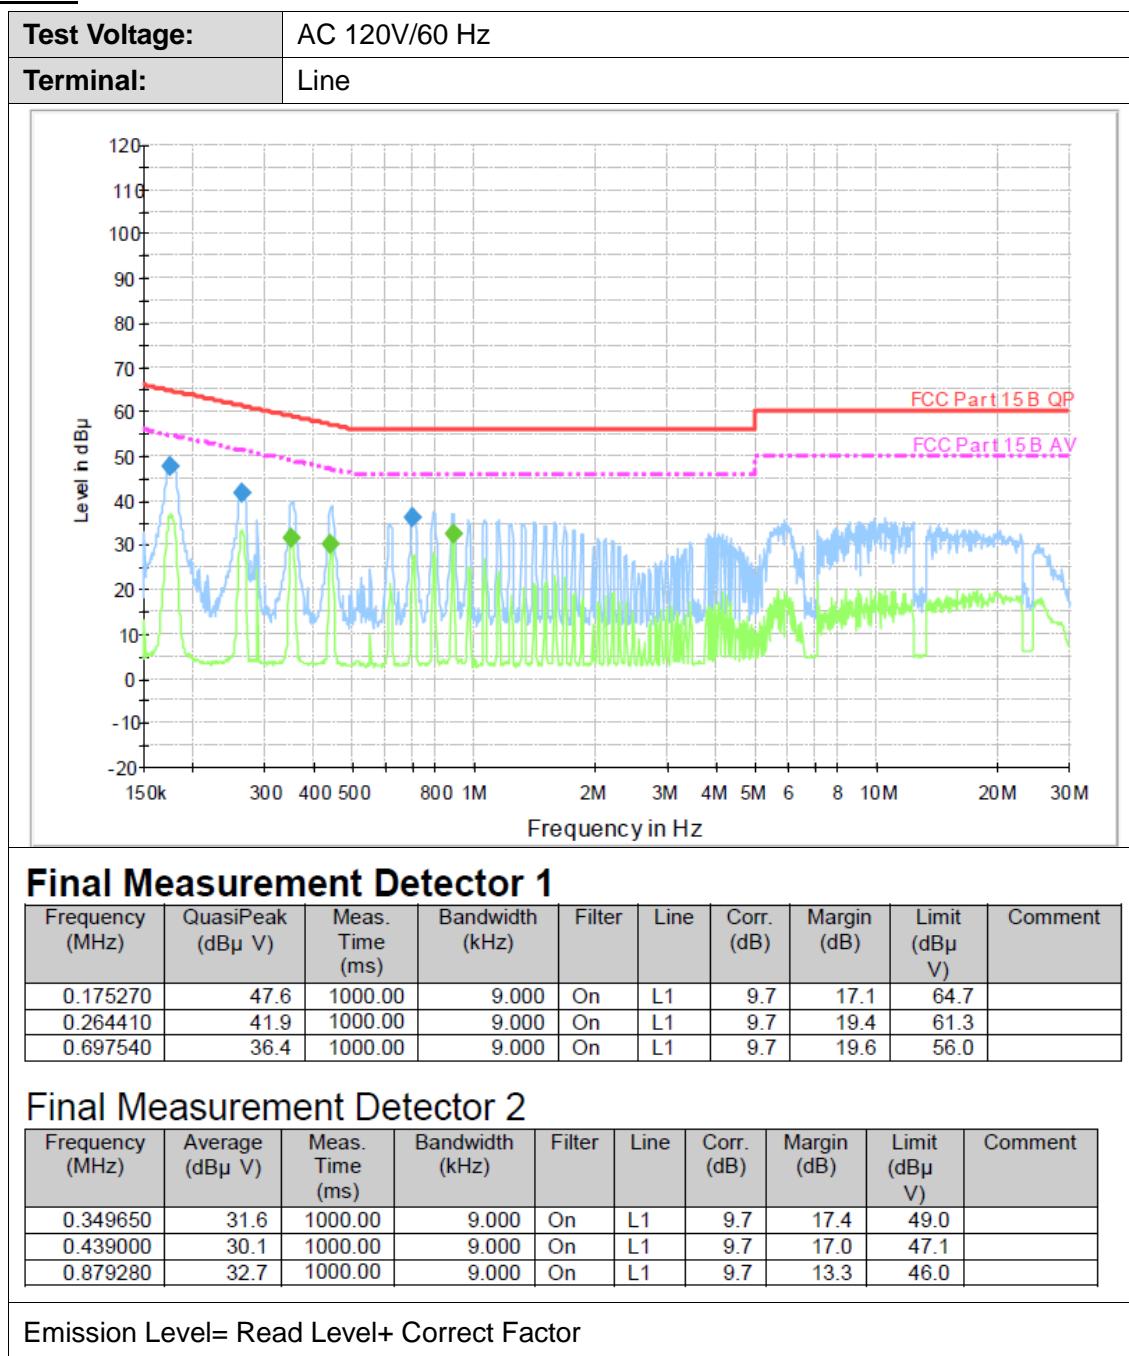 Test Voltage: AC 120V/60 Hz
Terminal: Line
120
110
100
90
80
70
60
50
40
30
20
10
0
-10
-20
Level in dBµ
FCC Part 15 B QP
FCC Part 15 B AV
150k 300 400 500 800 1M 2M 3M 4M 5M 6 8 10M 20M 30M
Frequency in Hz
Final Measurement Detector 1
Frequency (MHz) QuasiPeak (dBµ V) Meas. Time (ms) Bandwidth (kHz) Filter Line Corr. (dB) Margin (dB) Limit (dBµ V) Comment
0.175270 47.6 1000.00 9.000 On L1 9.7 17.1 64.7
0.264410 41.9 1000.00 9.000 On L1 9.7 19.4 61.3
0.697540 36.4 1000.00 9.000 On L1 9.7 19.6 56.0
Final Measurement Detector 2
Frequency (MHz) Average (dBµ V) Meas. Time (ms) Bandwidth (kHz) Filter Line Corr. (dB) Margin (dB) Limit (dBµ V) Comment
0.349650 31.6 1000.00 9.000 On L1 9.7 17.4 49.0
0.439000 30.1 1000.00 9.000 On L1 9.7 17.0 47.1
0.879280 32.7 1000.00 9.000 On L1 9.7 13.3 46.0
Emission Level= Read Level+ Correct Factor